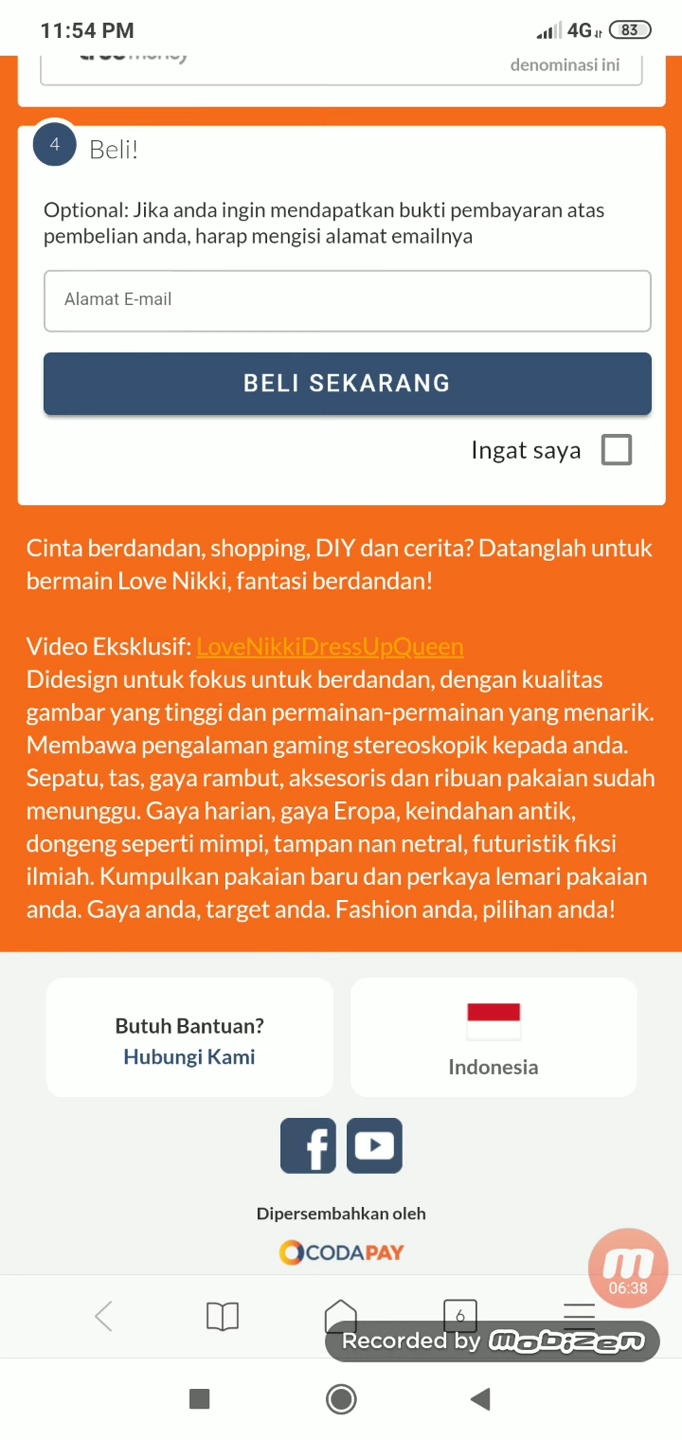 11:54 PM
4G
83
denominasi ini
4
Beli!
Optional: Jika anda ingin mendapatkan bukti pembayaran atas
pembelian anda, harap mengisi alamat emailnya
Alamat E-mail
BELI SEKARANG
Ingat saya
Cinta berdandan, shopping, DIY dan cerita? Datanglah untuk
bermain Love Nikki, fantasi berdandan!
Video Eksklusif: LoveNikkiDressUpQueen
Didesign untuk fokus untuk berdandan, dengan kualitas
gambar yang tinggi dan permainan-permainan yang menarik.
Membawa pengalaman gaming stereoskopik kepada anda.
Sepatu, tas, gaya rambut, aksesoris dan ribuan pakaian sudah
menunggu. Gaya harian, gaya Eropa, keindahan antik,
dongeng seperti mimpi, tampan nan netral, futuristik fiksi
ilmiah. Kumpulkan pakaian baru dan perkaya lemari pakaian
anda. Gaya anda, target anda. Fashion anda, pilihan anda!
Butuh Bantuan?
Hubungi Kami
Indonesia
Dipersembahkan oleh
CODAPAY
06:38
6
Recorded by mobizen